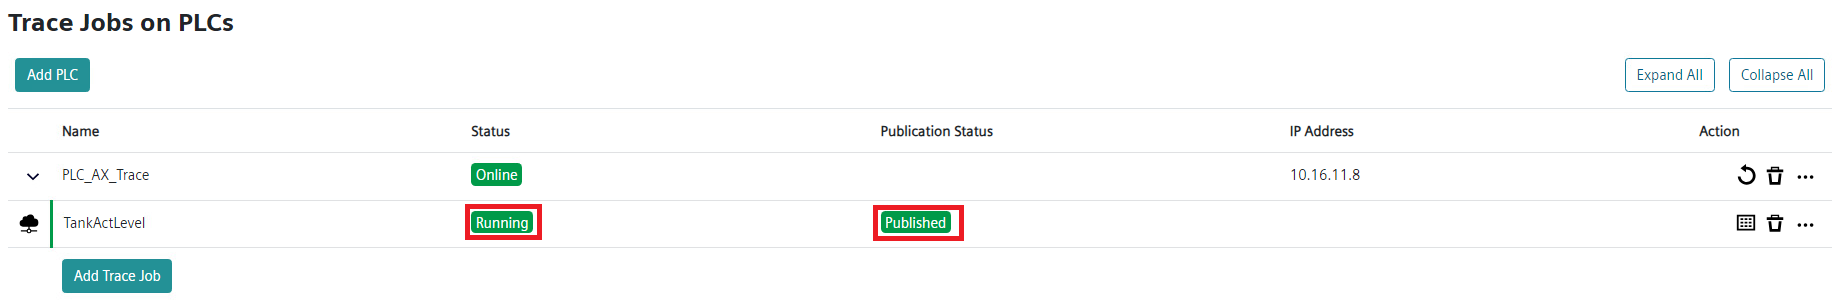 Trace Jobs on PLCs
Add PLC
Expand All
Collapse All
Name Status Publication Status IP Address Action
PLC_AX_Trace Online 10.16.11.8
TankActLevel Running Published
Add Trace Job